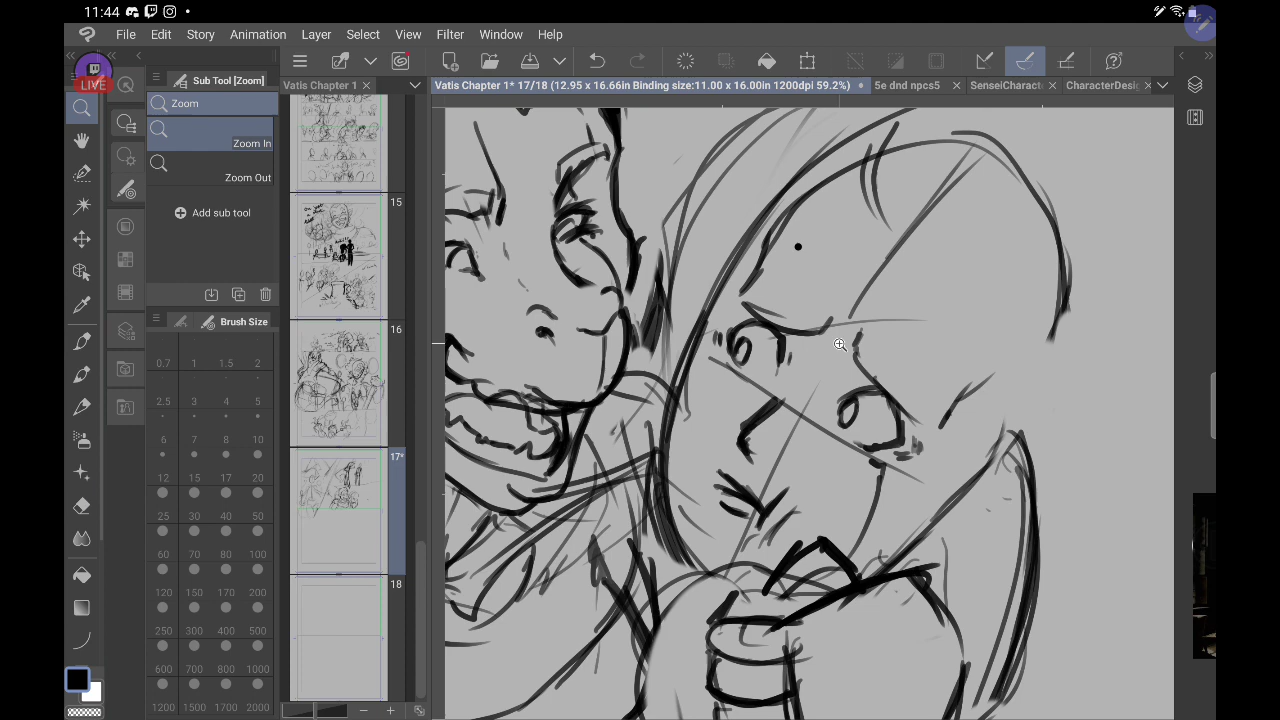 11:44
File Edit Story Animation Layer Select View Filter Window Help
LIVE
Sub Tool [Zoom]
Zoom
Zoom In
Zoom Out
Add sub tool
Brush Size
0.7 1 1.5 2
2.5 3 4 5
6 7 8 10
12 15 17 20
25 30 40 50
60 70 80 100
120 150 170 200
250 300 400 500
600 700 800 1000
1200 1500 1700 2000
Vatis Chapter 1
Vatis Chapter 1* 17/18 (12.95 x 16.66in Binding size:11.00 x 16.00in 1200dpi 59.2%)
5e dnd npcs5
SenseiCharact
CharacterDesig
15
16
17*
18